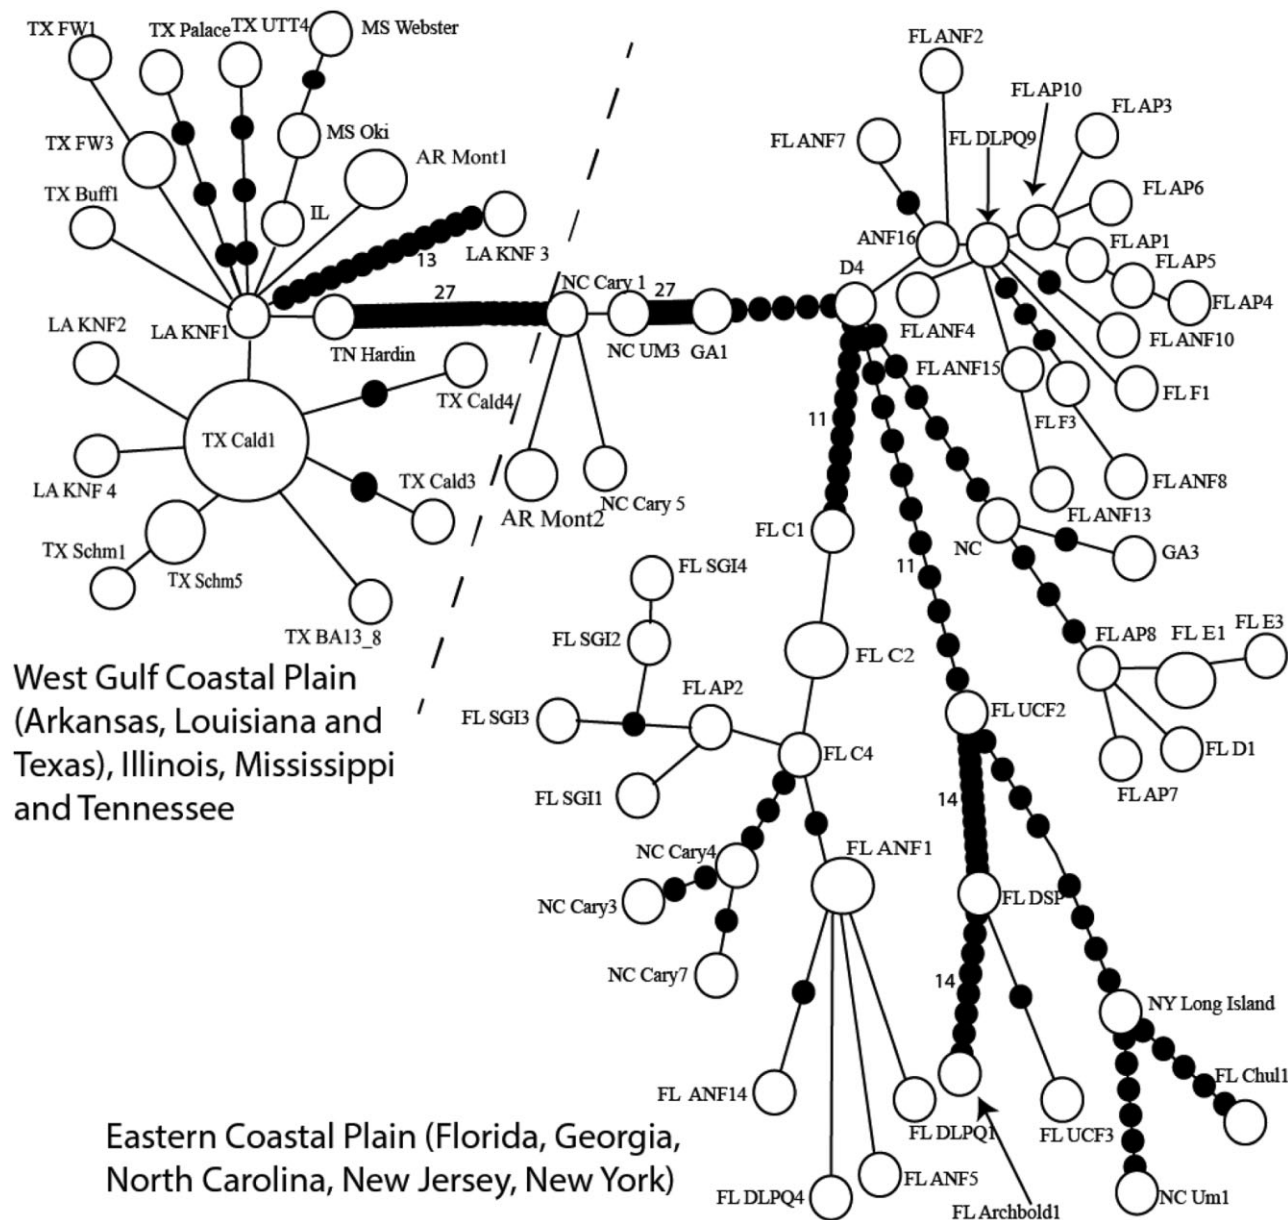 TX FW1
TX Palace
TX UTT4
MS Webster
FL ANF2
FL AP10
FL AP3
FL ANF7
FL DLPQ9
TX FW3
MS Oki
AR Mont1
TX Buff1
IL
FL AP6
ANF16
FL AP1
LA KNF 3
13
D4
FL AP5
FL AP4
27
NC Cary 1
27
LA KNF2
LA KNF1
TN Hardin
NC UM3
GA1
FL ANF4
FL ANF10
FL ANF15
FL F1
TX Cald4
11
FL F3
TX Cald1
FL ANF8
LA KNF 4
TX Cald3
NC Cary 5
AR Mont2
FL ANF13
FL C1
NC
GA3
TX Schm1
TX Schm5
11
FL SGI4
TX BA13_8
FL SGI2
FL C2
FL AP8
FL E1
FL E3
West Gulf Coastal Plain
(Arkansas, Louisiana and
Texas), Illinois, Mississippi
and Tennessee
FL AP2
FL SGI3
FL UCF2
FL C4
FL D1
FL AP7
FL SGI1
14
NC Cary4
FL ANF1
FL DSP
NC Cary3
NC Cary7
14
NY Long Island
FL Chul1
FL ANF14
FL DLPQ1
FL UCF3
Eastern Coastal Plain (Florida, Georgia,
North Carolina, New Jersey, New York)
FL ANF5
FL DLPQ4
FL Archbold1
NC Um1